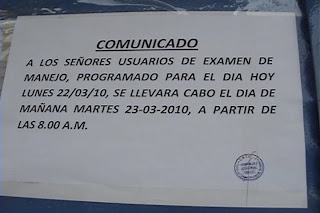 COMUNICADO
A LOS SEÑORES USUARIOS DE EXAMEN DE
MANEJO, PROGRAMADO PARA EL DIA HOY
LUNES 22/03/10, SE LLEVARA CABO EL DIA DE
MAÑANA MARTES 23-03-2010, A PARTIR DE
LAS 8.00 A.M.